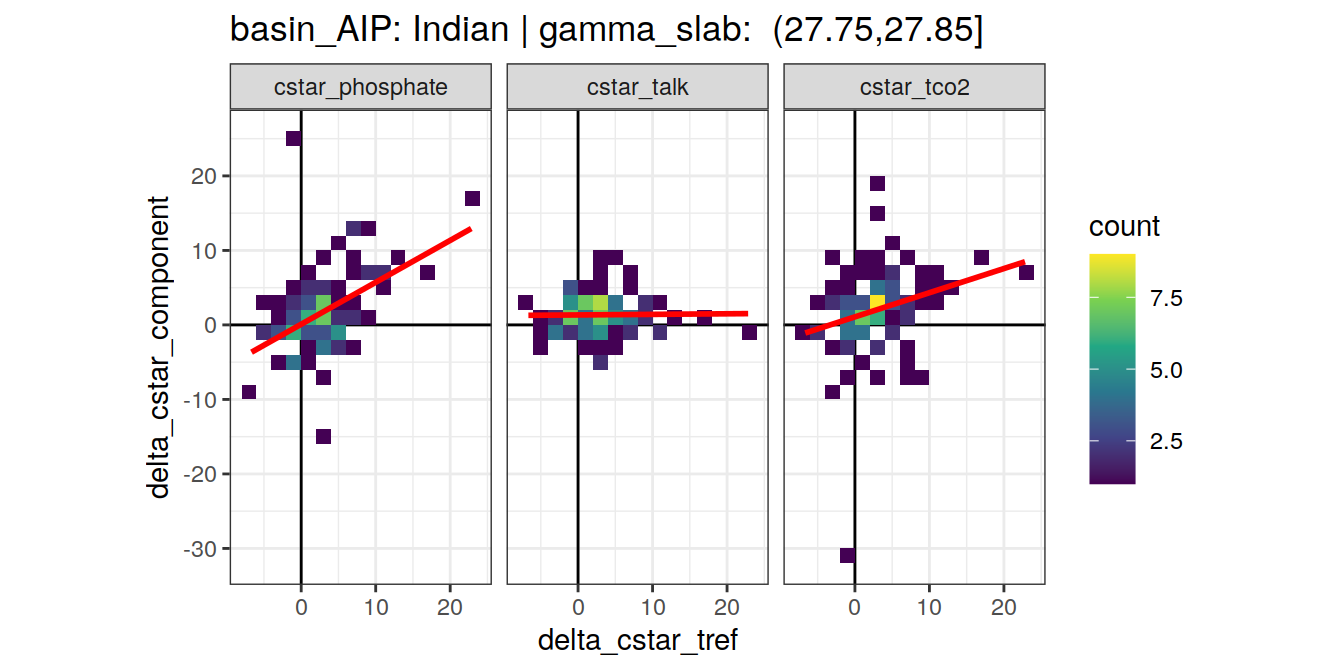 basin_AIP: Indian | gamma_slab:  (27.75,27.85]
cstar_phosphate
cstar_talk
cstar_tco2
delta_cstar_component
20
10
0
-10
-20
-30
0
10
20
0
10
20
0
10
20
delta_cstar_tref
count
7.5
5.0
2.5